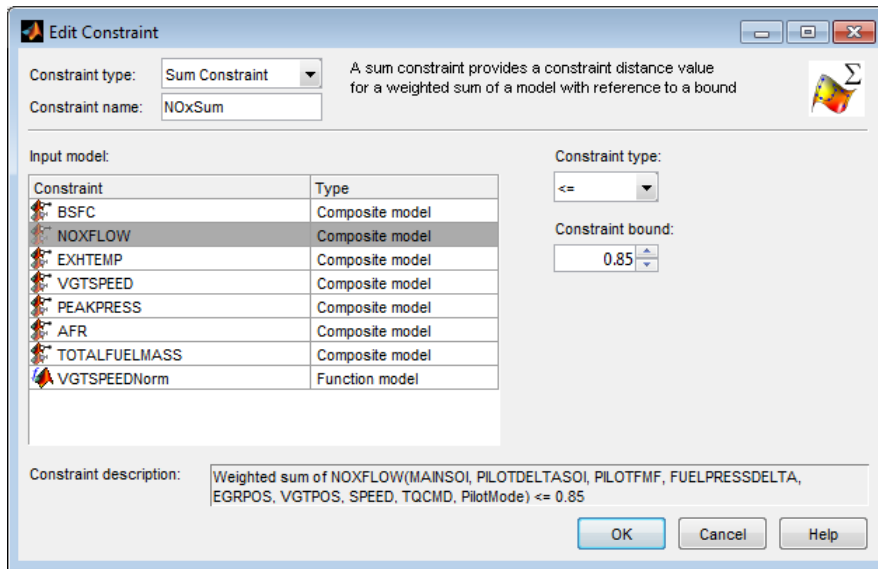 Edit Constraint
Constraint type: Sum Constraint
A sum constraint provides a constraint distance value
for a weighted sum of a model with reference to a bound
Σ
Constraint name: NOxSum
Input model:
Constraint Type
BSFC Composite model
NOXFLOW Composite model
EXHTEMP Composite model
VGTSPEED Composite model
PEAKPRESS Composite model
AFR Composite model
TOTALFUELMASS Composite model
VGTSPEEDNorm Function model
Constraint type:
<=
Constraint bound:
0.85
Constraint description: Weighted sum of NOXFLOW(MAINSOI, PILOTDELTASOI, PILOTFMF, FUELPRESSDELTA,
EGRPOS, VGTPOS, SPEED, TQCMD, PilotMode) <= 0.85
OK Cancel Help